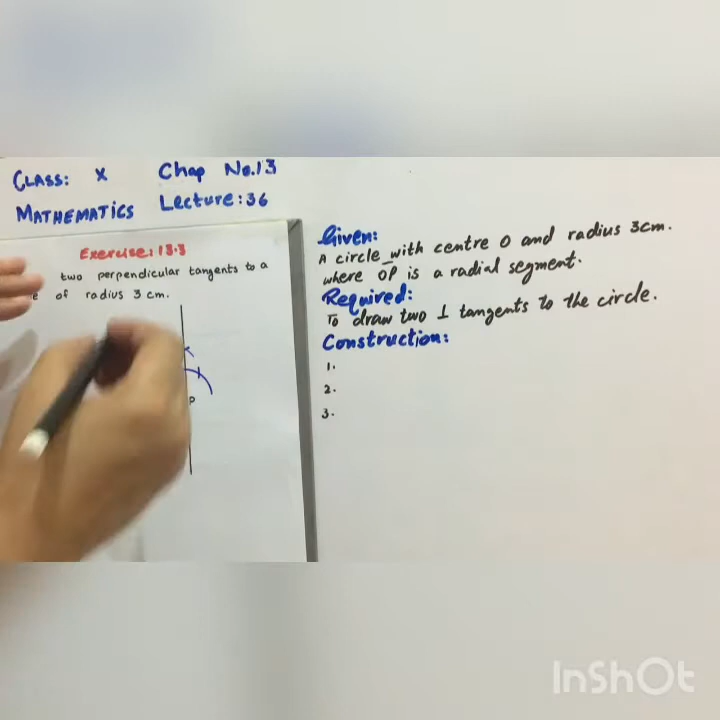 CLASS: X Chap No.13
MATHEMATICS Lecture: 36
Exercise: 13.3
two perpendicular tangents to a
of radius 3 cm.
P
Given:
A circle with centre O and radius 3cm.
where OP is a radial segment.
Required:
To draw two ⊥ tangents to the circle.
Construction:
1.
2.
3.
InShOt